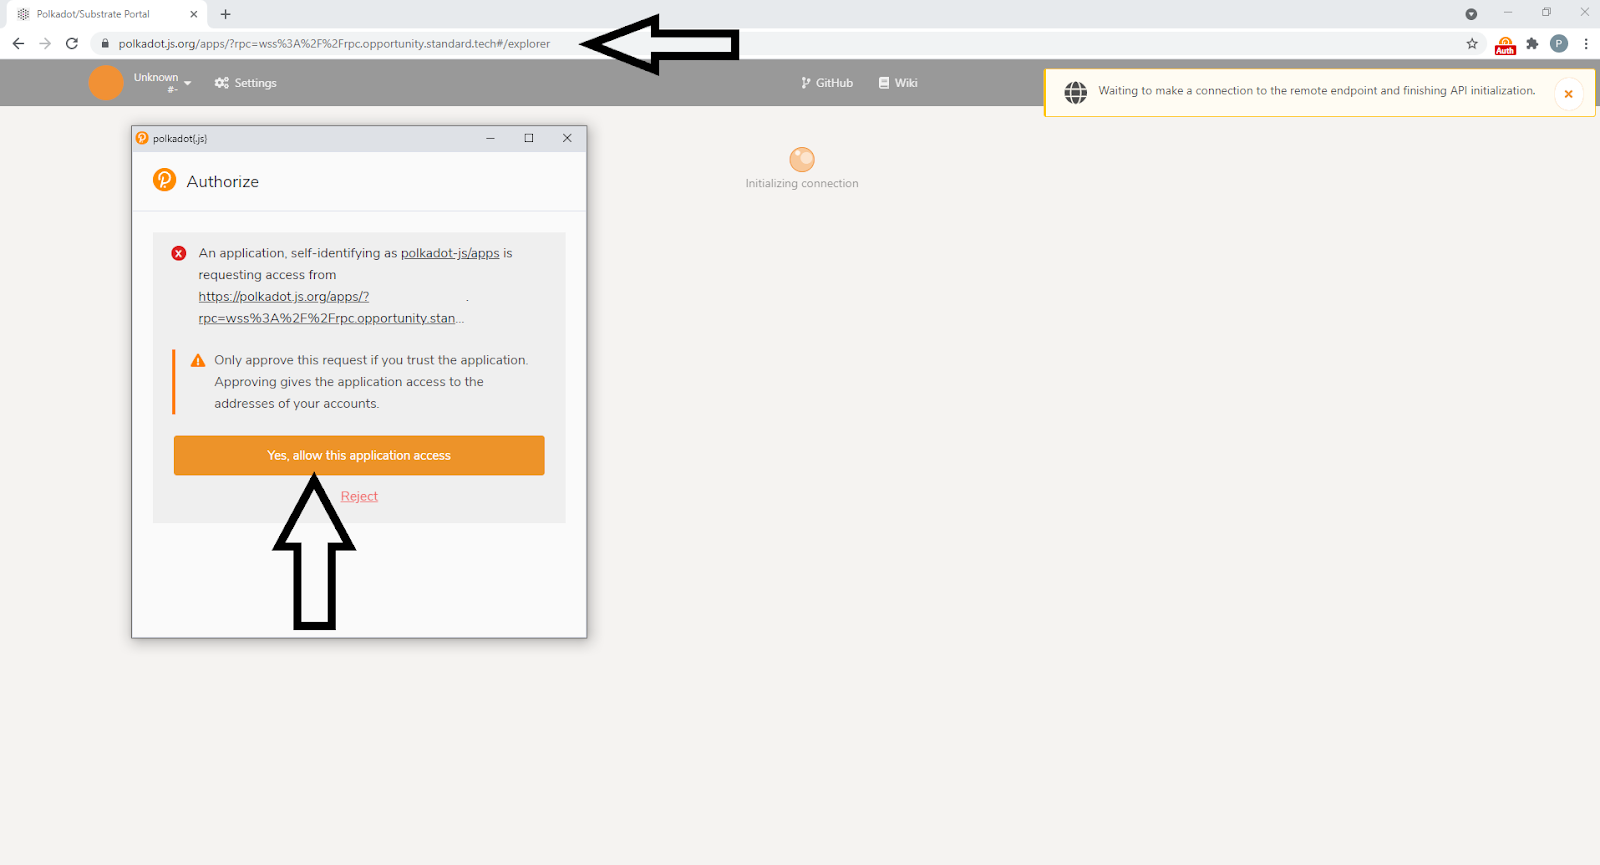 Polkadot/Substrate Portal
polkadot.js.org/apps/?rpc=wss%3A%2F%2Frpc.opportunity.standard.tech#/explorer
Auth
P
Unknown
#-
Settings
GitHub
Wiki
Waiting to make a connection to the remote endpoint and finishing API initialization.
Initializing connection
polkadot{.js}
Authorize
An application, self-identifying as polkadot-js/apps is
requesting access from
https://polkadot.js.org/apps/?
rpc=wss%3A%2F%2Frpc.opportunity.stan...
Only approve this request if you trust the application.
Approving gives the application access to the
addresses of your accounts.
Yes, allow this application access
Reject